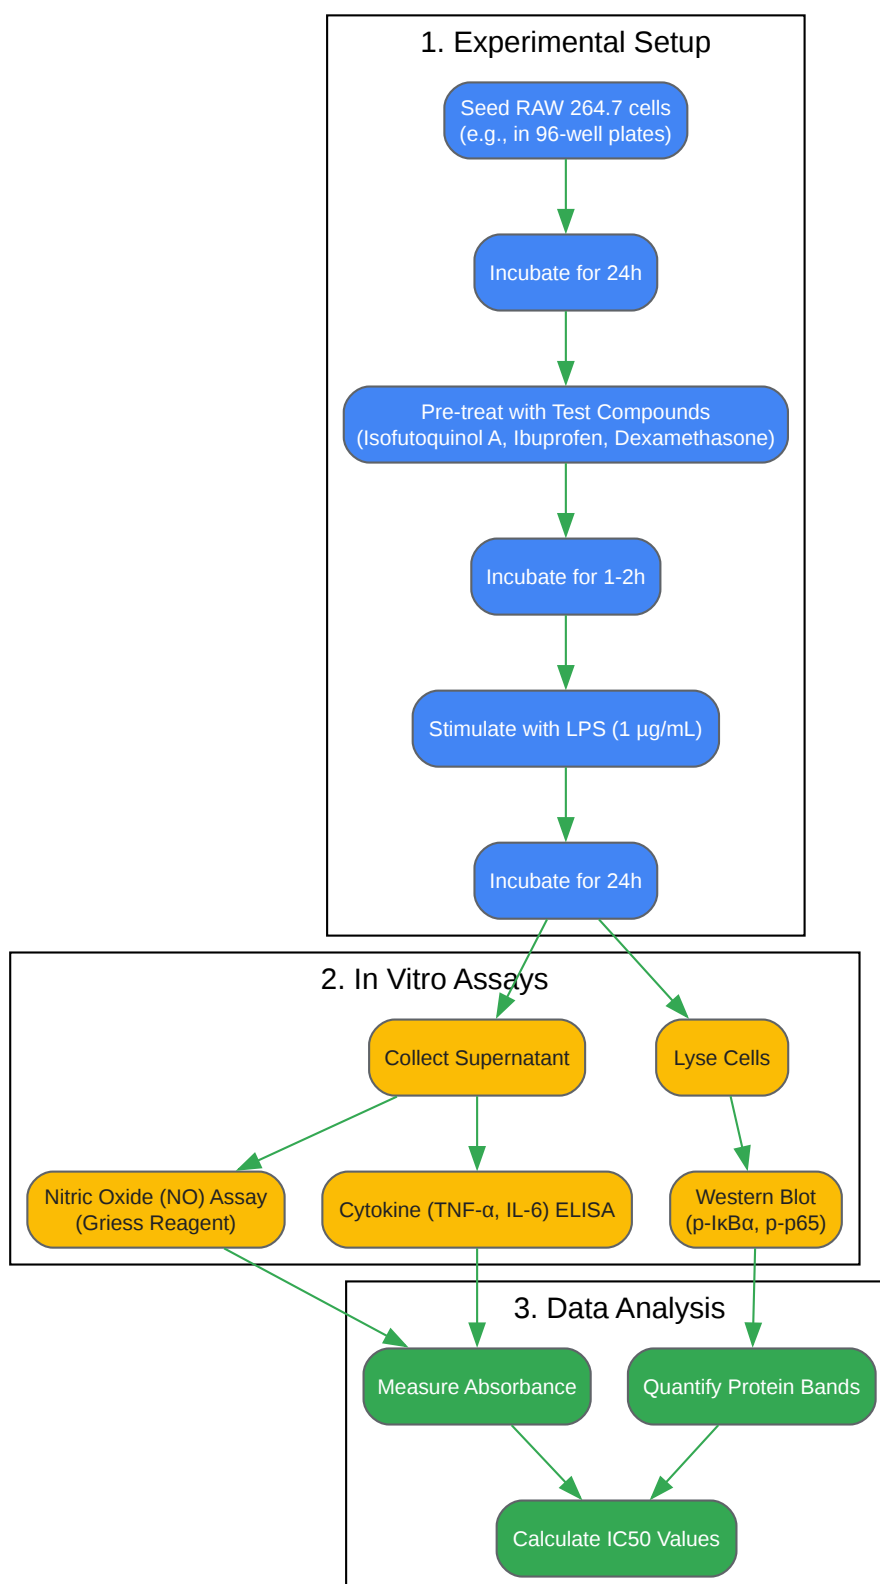 1. Experimental Setup
Seed RAW 264.7 cells
(e.g., in 96-well plates)
Incubate for 24h
Pre-treat with Test Compounds
(Isofutoquinol A, Ibuprofen, Dexamethasone)
Incubate for 1-2h
Stimulate with LPS (1 µg/mL)
Incubate for 24h
2. In Vitro Assays
Collect Supernatant
Lyse Cells
Nitric Oxide (NO) Assay
(Griess Reagent)
Cytokine (TNF-α, IL-6) ELISA
Western Blot
(p-IκBα, p-p65)
3. Data Analysis
Measure Absorbance
Quantify Protein Bands
Calculate IC50 Values